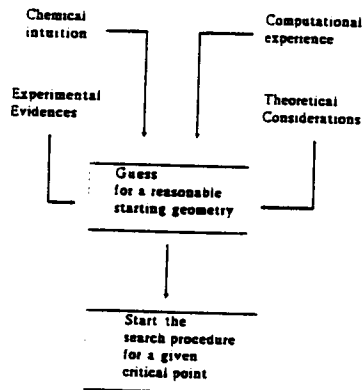 Chemical
intuition
Computational
experience
Experimental
Evidences
Theoretical
Considerations
Guess
for a reasonable
starting geometry
Start the
search procedure
for a given
critical point